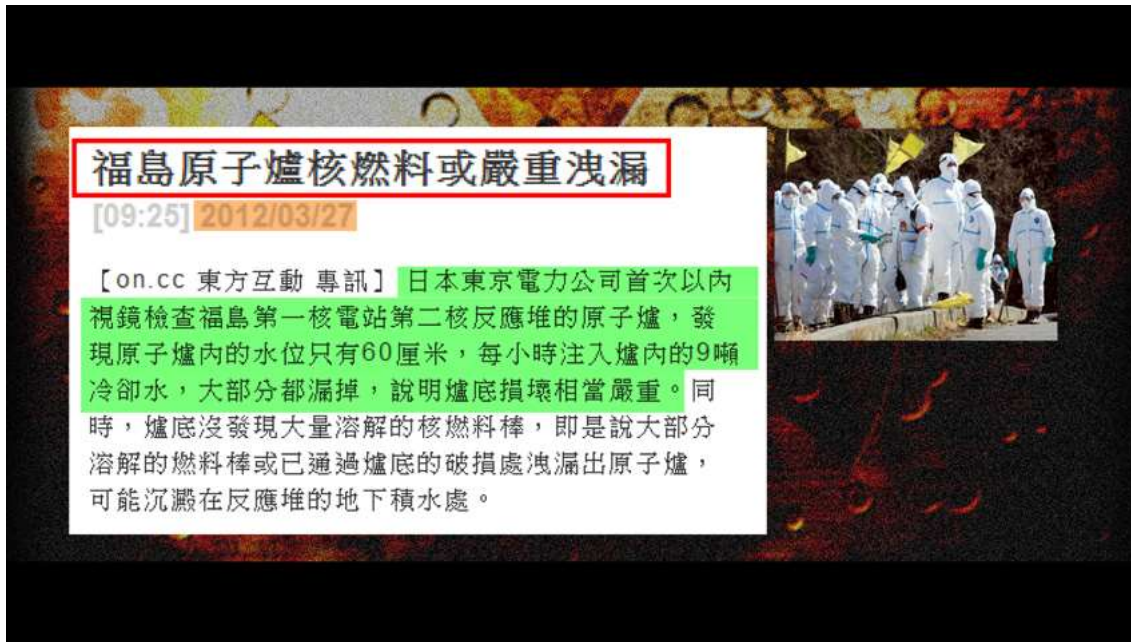 福島原子爐核燃料或嚴重洩漏
[09:25] 2012/03/27
【on.cc 東方互動 專訊】 日本東京電力公司首次以內
視鏡檢查福島第一核電站第二核反應堆的原子爐，發
現原子爐內的水位只有60厘米，每小時注入爐內的9噸
冷卻水，大部分都漏掉，說明爐底損壞相當嚴重。同
時，爐底沒發現大量溶解的核燃料棒，即是說大部分
溶解的燃料棒或已通過爐底的破損處洩漏出原子爐，
可能沉澱在反應堆的地下積水處。